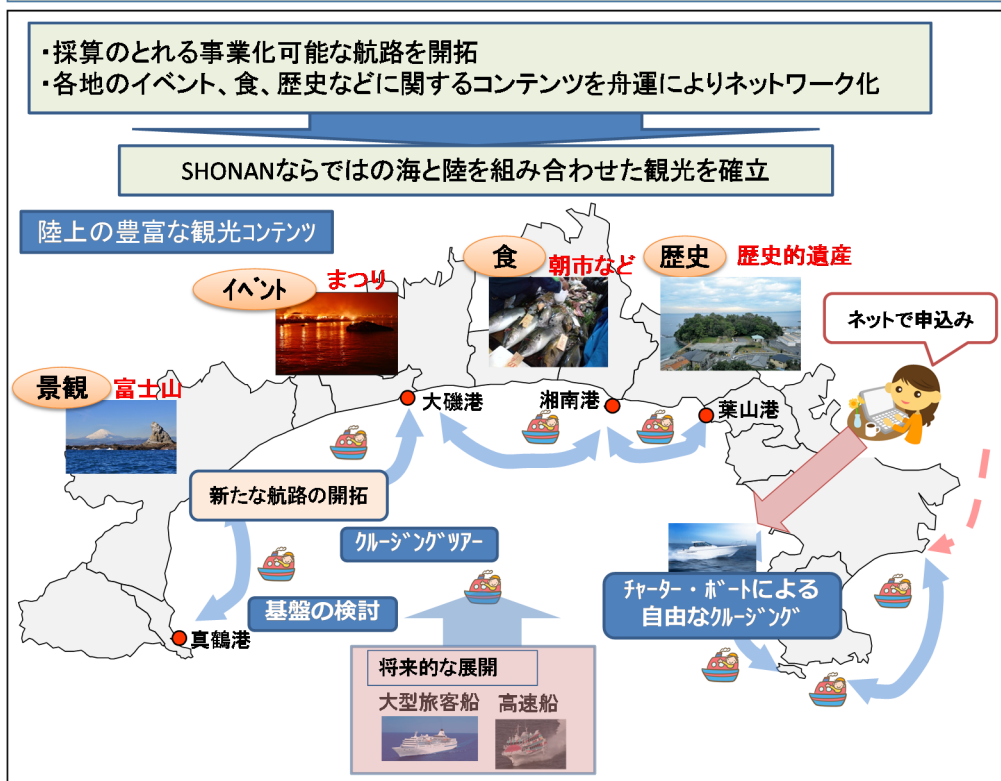 ・採算のとれる事業化可能な航路を開拓
・各地のイベント、食、歴史などに関するコンテンツを舟運によりネットワーク化
SHONANならではの海と陸を組み合わせた観光を確立
陸上の豊富な観光コンテンツ
食
朝市など
歴史
歴史的遺産
イベント
まつり
ネットで申込み
景観
富士山
大磯港
湘南港
葉山港
新たな航路の開拓
クルージングツアー
チャーター・ボートによる
自由なクルージング
基盤の検討
真鶴港
将来的な展開
大型旅客船
高速船